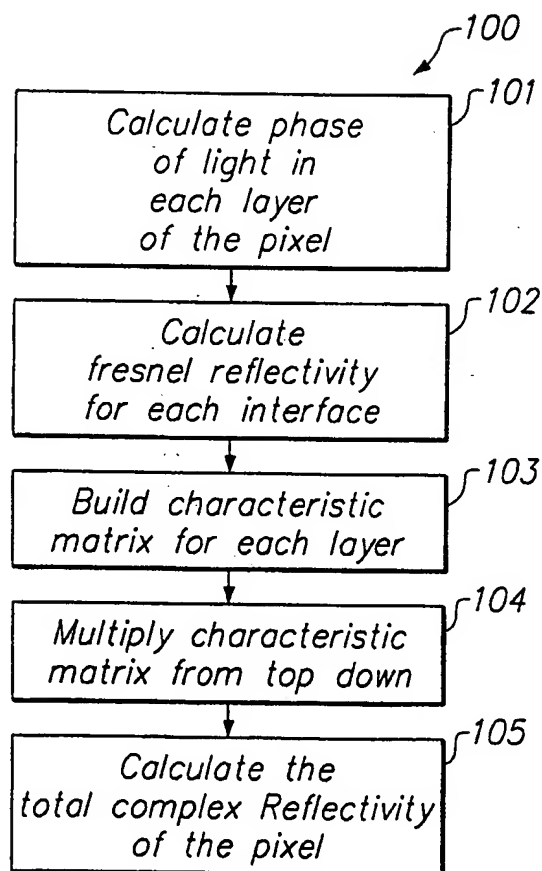 100
101
Calculate phase
of light in
each layer
of the pixel
102
Calculate
fresnel reflectivity
for each interface
103
Build characteristic
matrix for each layer
104
Multiply characteristic
matrix from top down
105
Calculate the
total complex Reflectivity
of the pixel